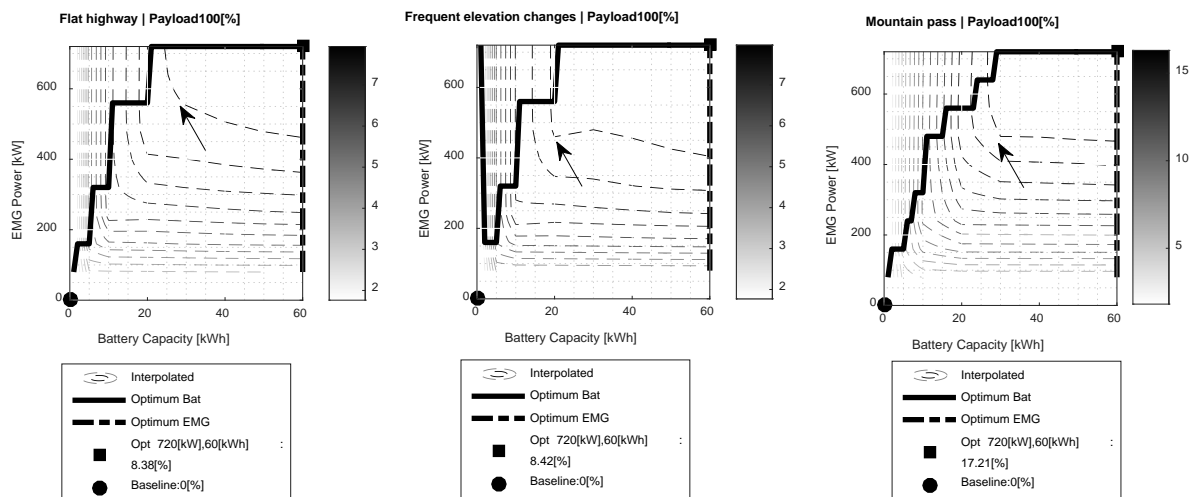 Flat highway | Payload100[%]
EMG Power [kW]
600
400
200
0
0
20
40
60
Battery Capacity [kWh]
7
6
5
4
3
2
Interpolated
Optimum Bat
Optimum EMG
Opt 720[kW],60[kWh] :
8.38[%]
Baseline:0[%]
Frequent elevation changes | Payload100[%]
EMG Power [kW]
600
400
200
0
0
20
40
60
Battery Capacity [kWh]
7
6
5
4
3
2
Interpolated
Optimum Bat
Optimum EMG
Opt 720[kW],60[kWh] :
8.42[%]
Baseline:0[%]
Mountain pass | Payload100[%]
EMG Power [kW]
600
400
200
0
0
20
40
60
Battery Capacity [kWh]
15
10
5
Interpolated
Optimum Bat
Optimum EMG
Opt 720[kW],60[kWh] :
17.21[%]
Baseline:0[%]